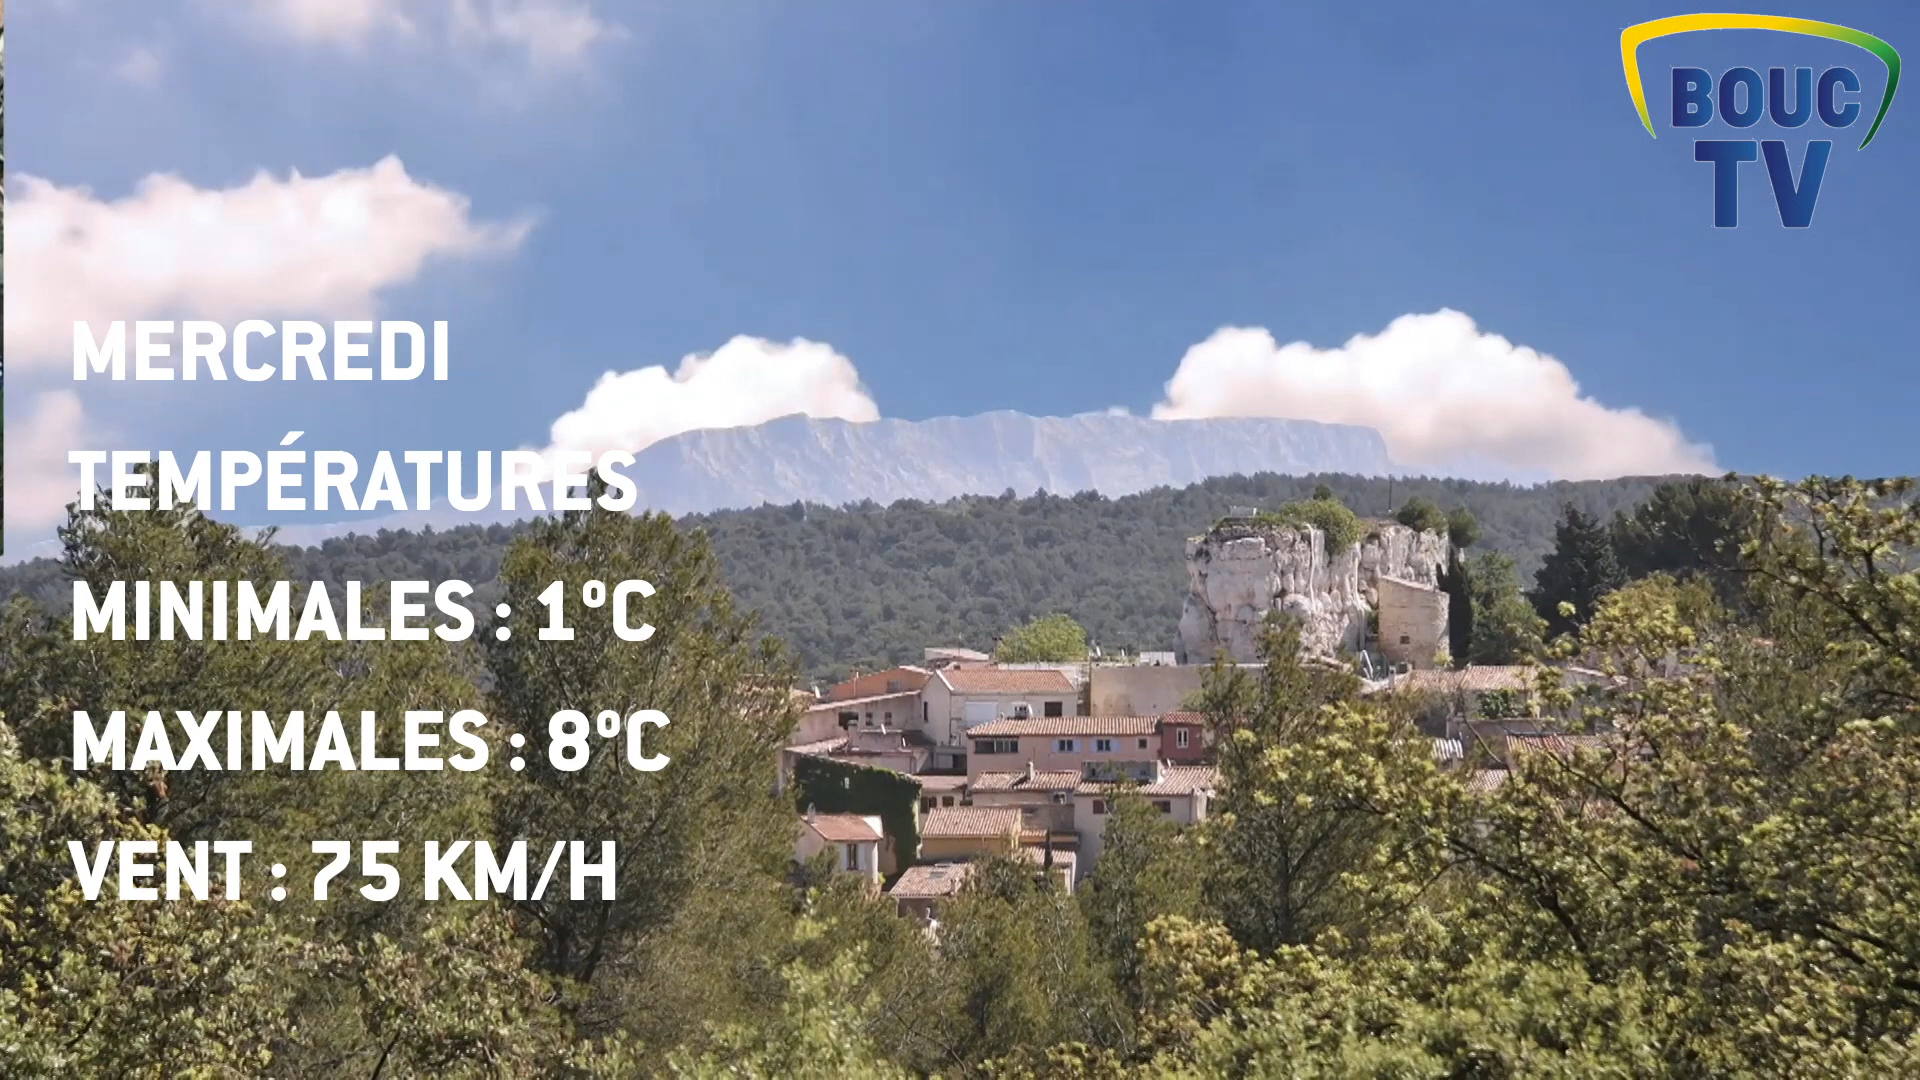 BOUC
TV
MERCREDI
TEMPÉRATURES
MINIMALES : 1°C
MAXIMALES : 8°C
VENT : 75 KM/H